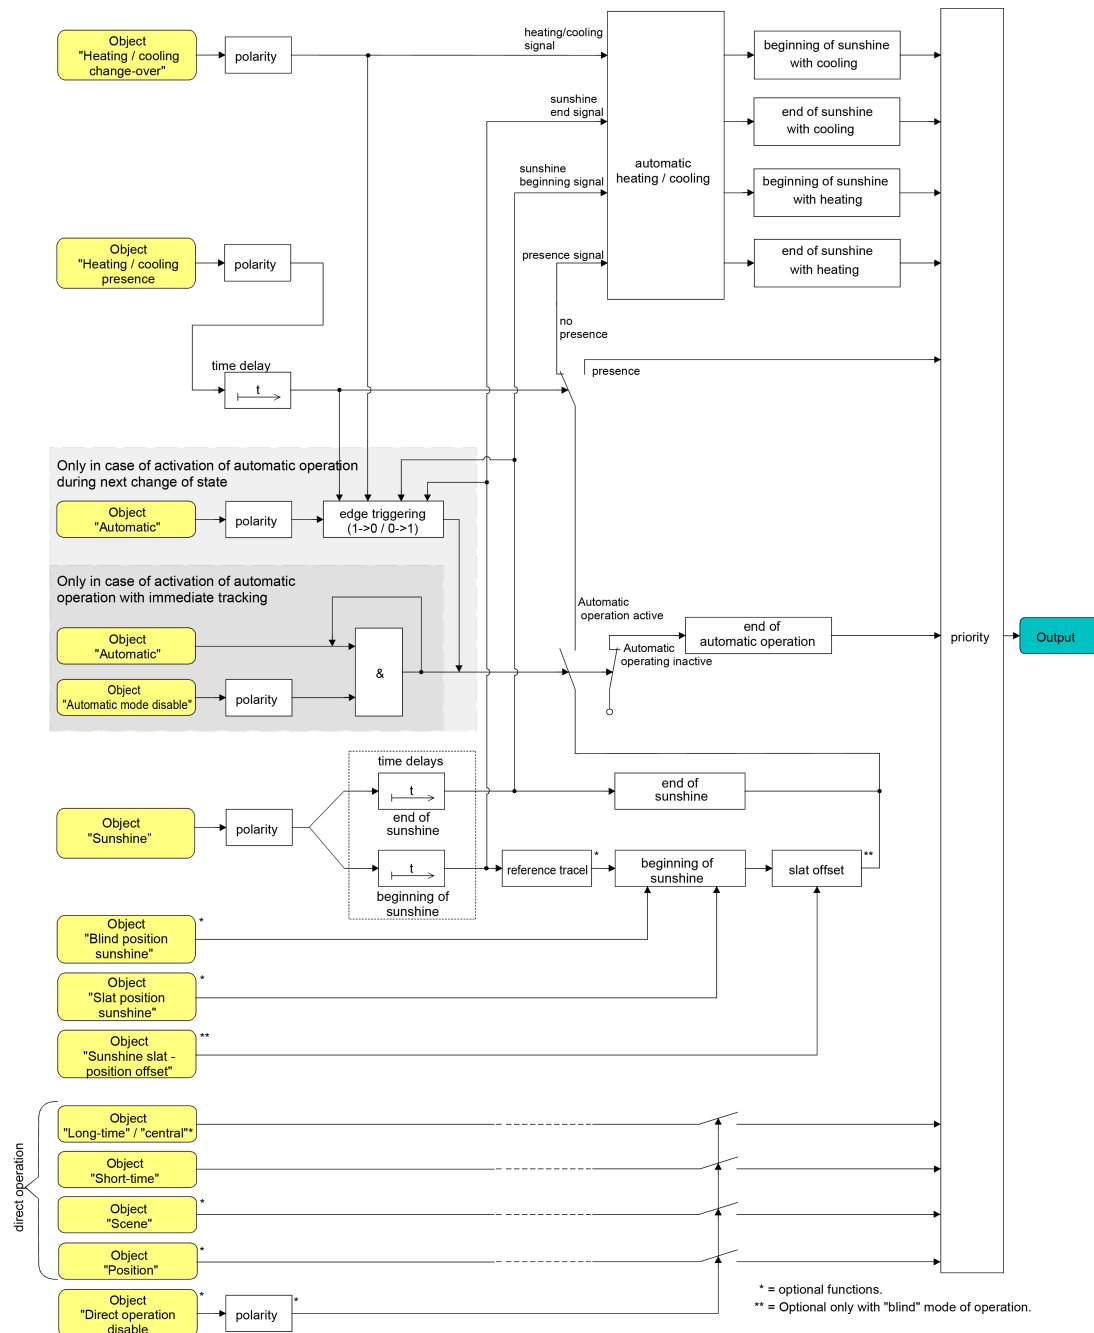 Object
"Heating / cooling
change-over"
polarity
heating/cooling
signal
beginning of sunshine
with cooling
sunshine
end signal
end of sunshine
with cooling
automatic
heating / cooling
sunshine
beginning signal
beginning of sunshine
with heating
Object
"Heating / cooling
presence
polarity
presence signal
end of sunshine
with heating
no
presence
time delay
t
presence
Only in case of activation of automatic operation
during next change of state
Object
"Automatic"
polarity
edge triggering
(1->0 / 0->1)
Only in case of activation of automatic
operation with immediate tracking
Automatic
operation active
Object
"Automatic"
end of
automatic operation
priority
Output
Automatic
operating inactive
&
Object
"Automatic mode disable"
polarity
time delays
t
end of
sunshine
end of
sunshine
Object
"Sunshine"
polarity
t
beginning of
sunshine
reference tracel
*
beginning of
sunshine
slat offset
**
Object
"Blind position
sunshine"
*
Object
"Slat position
sunshine"
*
Object
"Sunshine slat -
position offset"
**
direct operation
Object
"Long-time" / "central"*
Object
"Short-time"
Object
"Scene"
*
Object
"Position"
*
Object
"Direct operation
disable
*
polarity
*
* = optional functions.
** = Optional only with "blind" mode of operation.